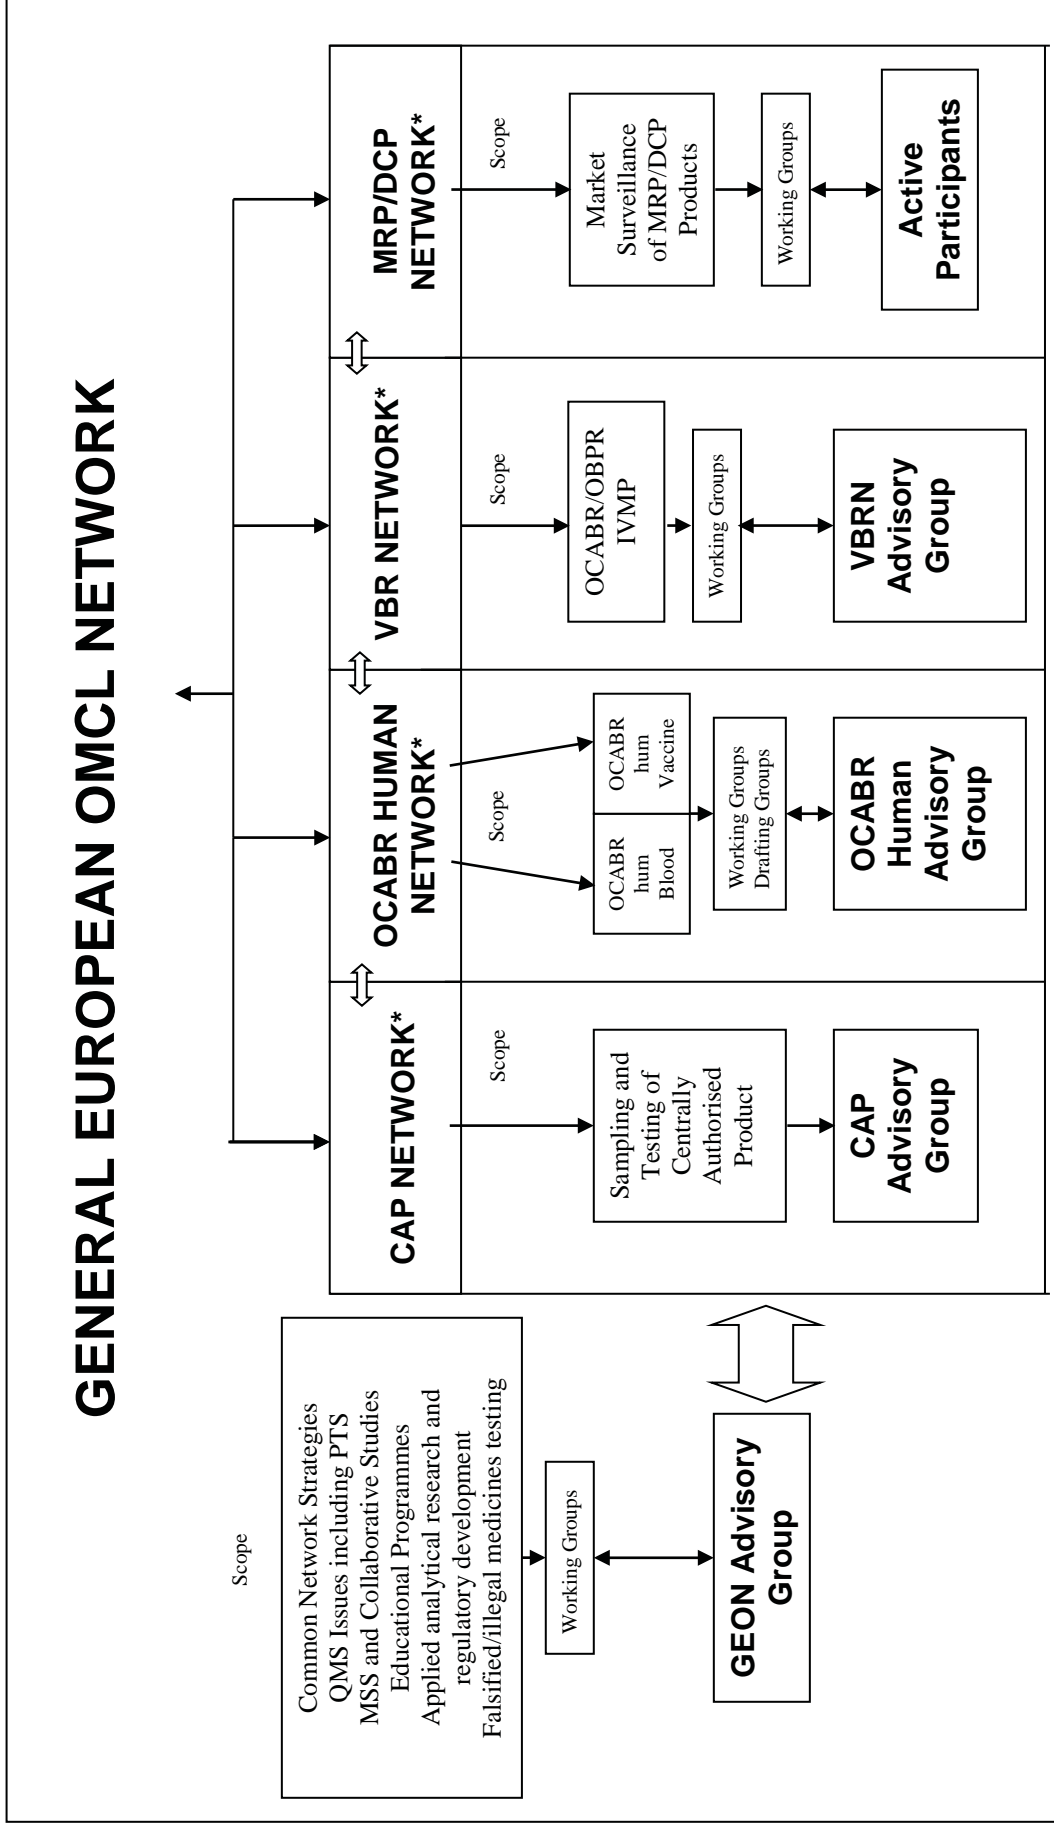 GENERAL EUROPEAN OMCL NETWORK
Scope
Common Network Strategies
QMS Issues including PTS
MSS and Collaborative Studies
Educational Programmes
Applied analytical research and
regulatory development
Falsified/illegal medicines testing
Working Groups
GEON Advisory
Group
CAP NETWORK*
Scope
Sampling and
Testing of
Centrally
Authorised
Product
CAP
Advisory
Group
OCABR HUMAN
NETWORK*
Scope
OCABR
hum
Blood
OCABR
hum
Vaccine
Working Groups
Drafting Groups
OCABR
Human
Advisory
Group
VBR NETWORK*
Scope
OCABR/OBPR
IVMP
Working Groups
VBRN
Advisory
Group
MRP/DCP
NETWORK*
Scope
Market
Surveillance
of MRP/DCP
Products
Working Groups
Active
Participants